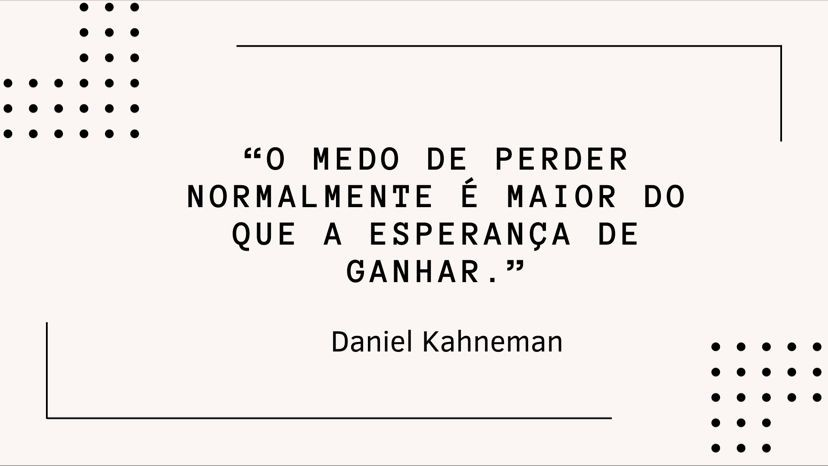 “O MEDO DE PERDER
NORMALMENTE É MAIOR DO
QUE A ESPERANÇA DE
GANHAR.”
Daniel Kahneman